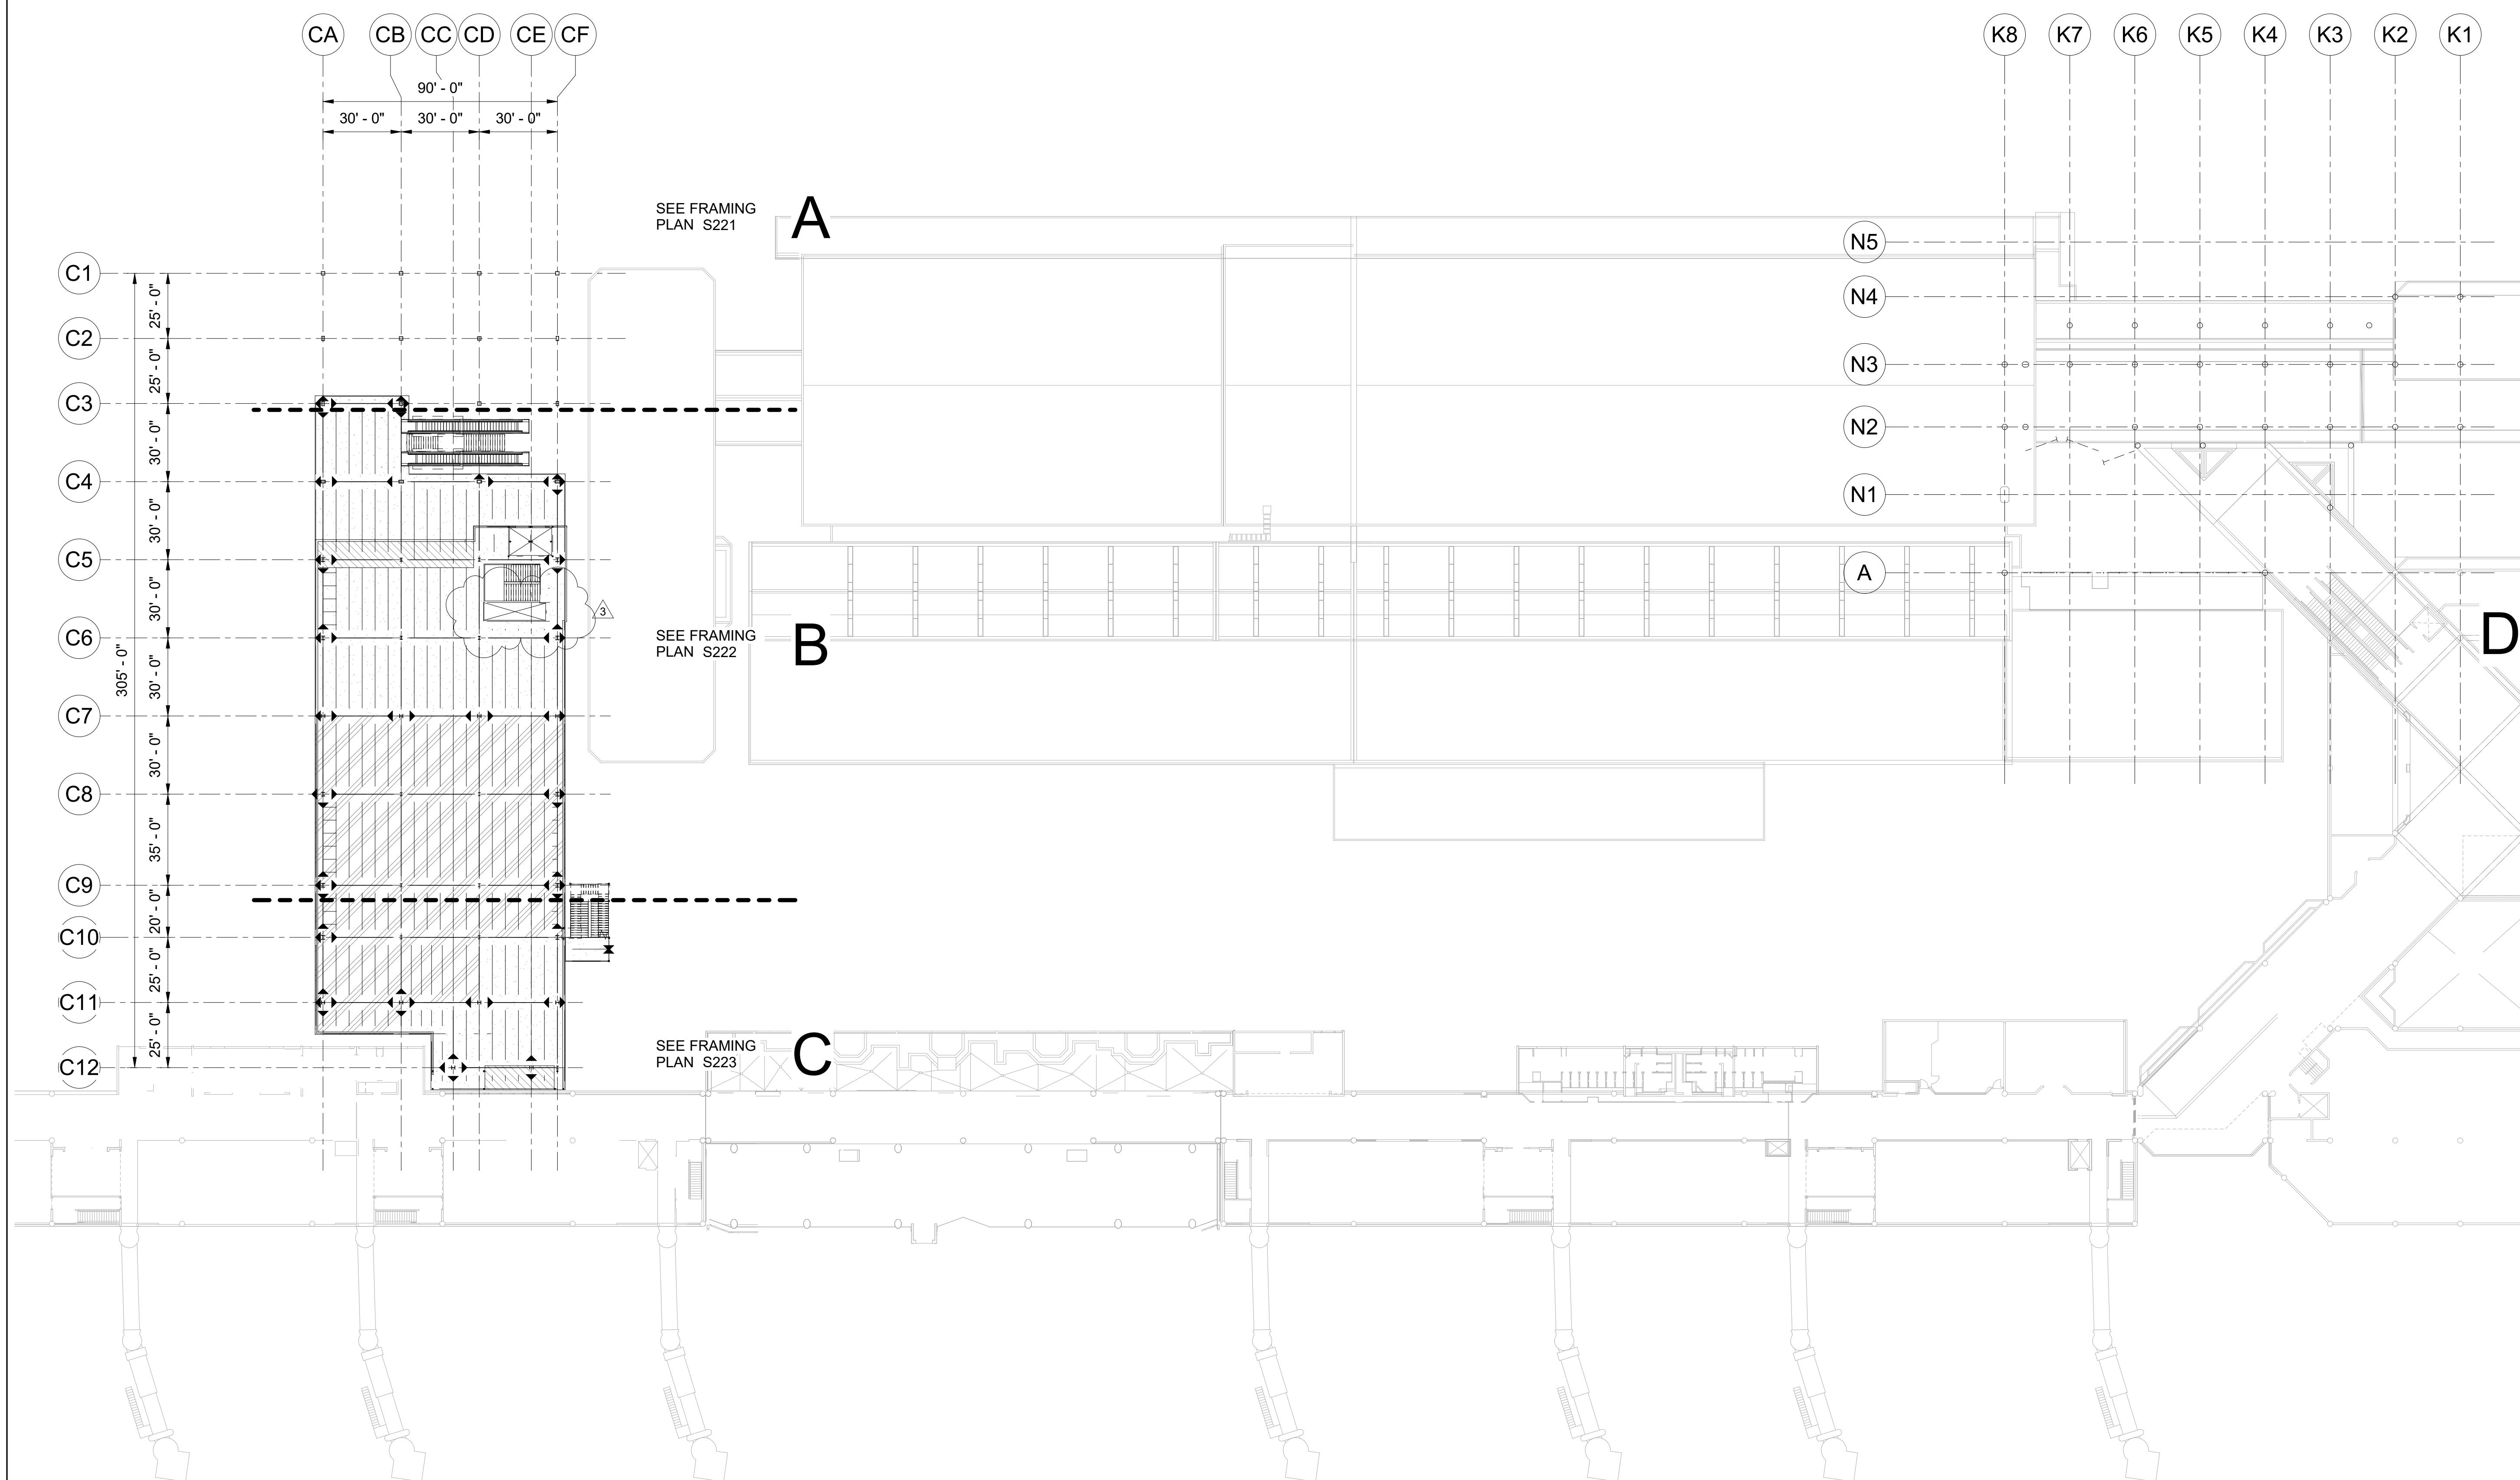 CA CB CC CD CE CF K8 K7 K6 K5 K4 K3 K2 K1
90' - 0"
30' - 0" 30' - 0" 30' - 0"
SEE FRAMING
PLAN S221
A
N5
C1
N4
25' - 0"
C2
N3
25' - 0"
C3
N2
30' - 0"
C4
N1
30' - 0"
C5
A
30' - 0"
3
C6
SEE FRAMING
PLAN S222
B
D
305' - 0"
30' - 0"
C7
30' - 0"
C8
35' - 0"
C9
20' - 0"
C10
25' - 0"
C11
25' - 0"
SEE FRAMING
PLAN S223
C
C12